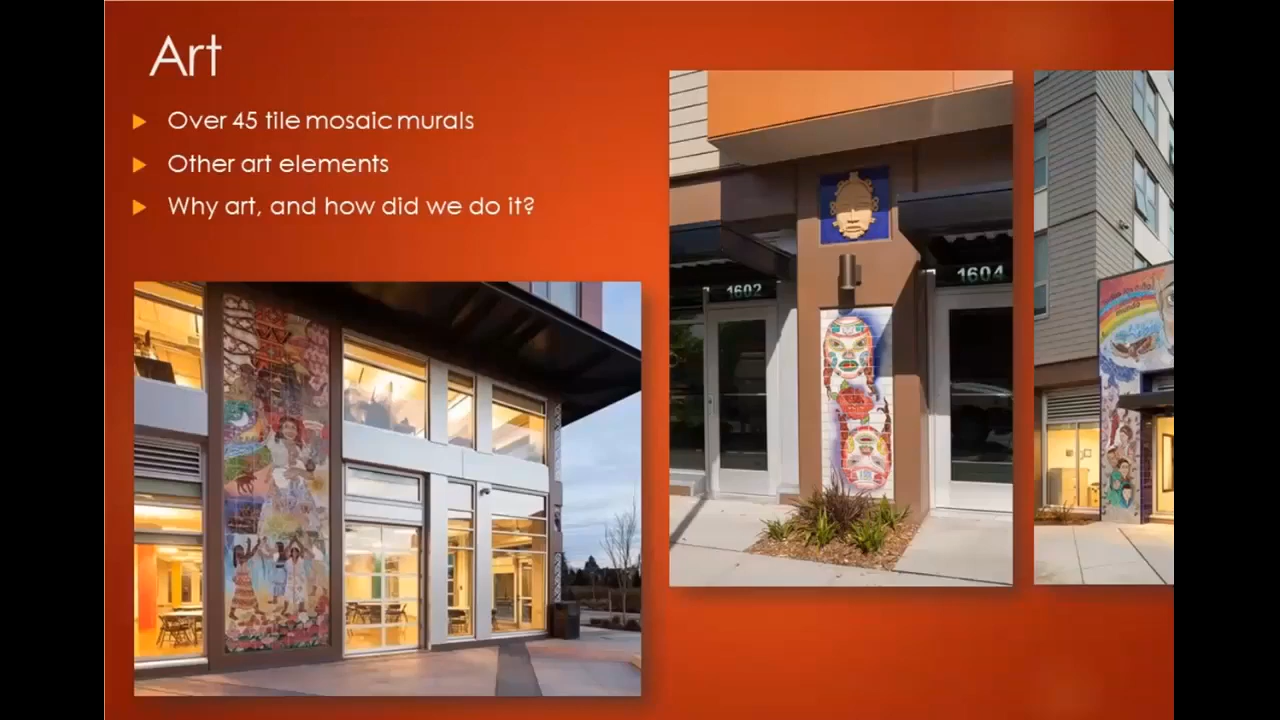 Art
Over 45 tile mosaic murals
Other art elements
Why art, and how did we do it?
1602
1604